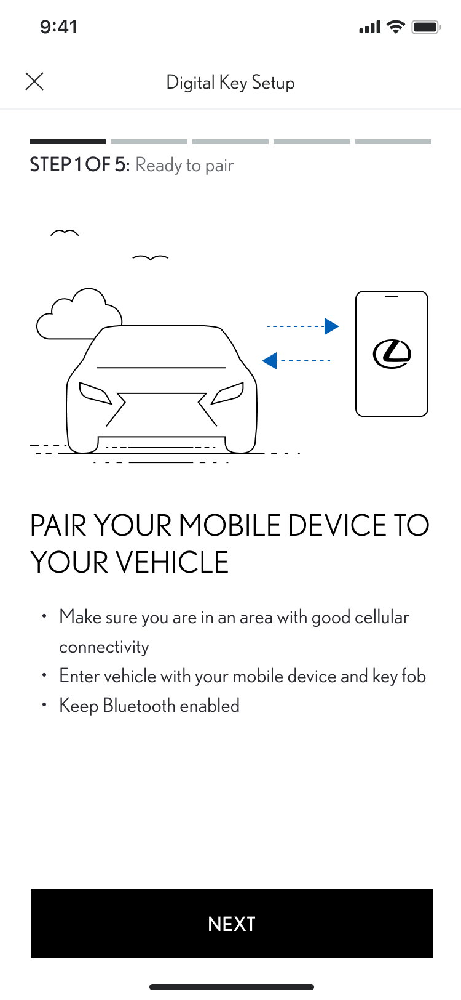 9:41
Digital Key Setup
STEP 1 OF 5: Ready to pair
PAIR YOUR MOBILE DEVICE TO
YOUR VEHICLE
• Make sure you are in an area with good cellular
connectivity
• Enter vehicle with your mobile device and key fob
• Keep Bluetooth enabled
NEXT